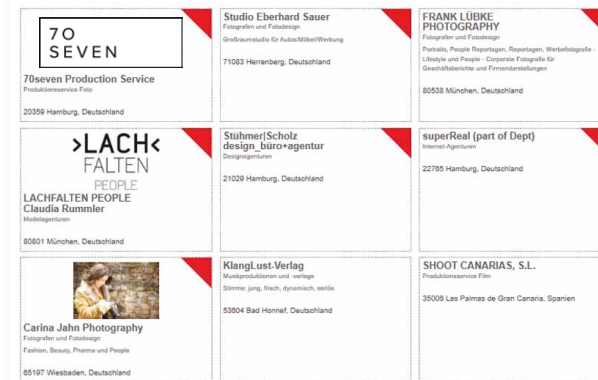 70
SEVEN
70seven Production Service
Produktionsservice Foto
20359 Hamburg, Deutschland
Studio Eberhard Sauer
Fotografen und Fotodesign
Großraumstudio für Autos/Möbel/Werbung
71083 Herrenberg, Deutschland
FRANK LÜBKE
PHOTOGRAPHY
Fotografen und Fotodesign
Portraits, People Reportagen, Reportagen, Werbefotografie -
Lifestyle und People - Corporate Fotografie für
Geschäftsberichte und Firmendarstellungen
80538 München, Deutschland
>LACH<
FALTEN
PEOPLE
LACHFALTEN PEOPLE
Claudia Rummler
Modelagenturen
80801 München, Deutschland
Stühmer|Scholz
design_büro+agentur
Designagenturen
21029 Hamburg, Deutschland
superReal (part of Dept)
Internet-Agenturen
22765 Hamburg, Deutschland
Carina Jahn Photography
Fotografen und Fotodesign
Fashion, Beauty, Pharma und People
65197 Wiesbaden, Deutschland
KlangLust-Verlag
Musikproduktionen und -verlage
Stimme: jung, frisch, dynamisch, seriös
53604 Bad Honnef, Deutschland
SHOOT CANARIAS, S.L.
Produktionsservice Film
35006 Las Palmas de Gran Canaria, Spanien